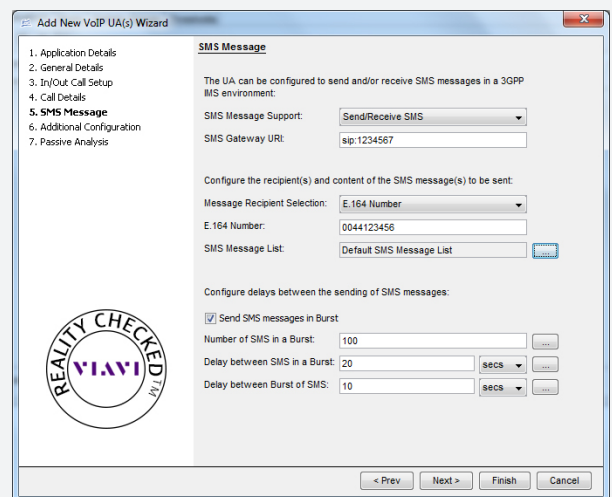 Add New VoIP UA(s) Wizard
1. Application Details
2. General Details
3. In/Out Call Setup
4. Call Details
5. SMS Message
6. Additional Configuration
7. Passive Analysis
REALITY CHECKED™
VIAVI
SMS Message
The UA can be configured to send and/or receive SMS messages in a 3GPP
IMS environment:
SMS Message Support: Send/Receive SMS
SMS Gateway URI: sip:1234567
Configure the recipient(s) and content of the SMS message(s) to be sent:
Message Recipient Selection: E.164 Number
E.164 Number: 0044123456
SMS Message List: Default SMS Message List ...
Configure delays between the sending of SMS messages:
Send SMS messages in Burst
Number of SMS in a Burst: 100 ...
Delay between SMS in a Burst: 20 secs ...
Delay between Burst of SMS: 10 secs ...
< Prev Next > Finish Cancel